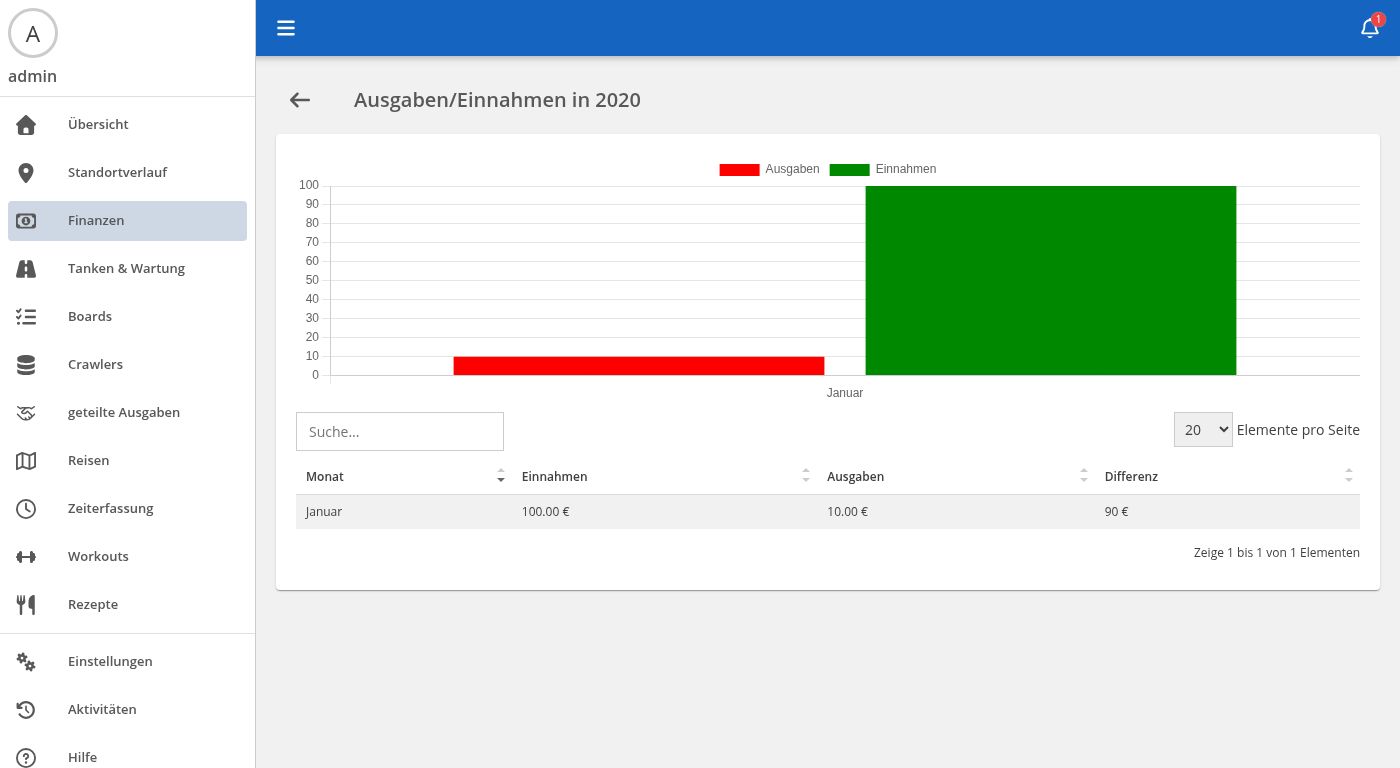 A
admin
Übersicht
Standortverlauf
Finanzen
Tanken & Wartung
Boards
Crawlers
geteilte Ausgaben
Reisen
Zeiterfassung
Workouts
Rezepte
Einstellungen
Aktivitäten
Hilfe
1
Ausgaben/Einnahmen in 2020
Ausgaben Einnahmen
100
90
80
70
60
50
40
30
20
10
0
Januar
Suche...
20 Elemente pro Seite
Monat Einnahmen Ausgaben Differenz
Januar 100.00 € 10.00 € 90 €
Zeige 1 bis 1 von 1 Elementen